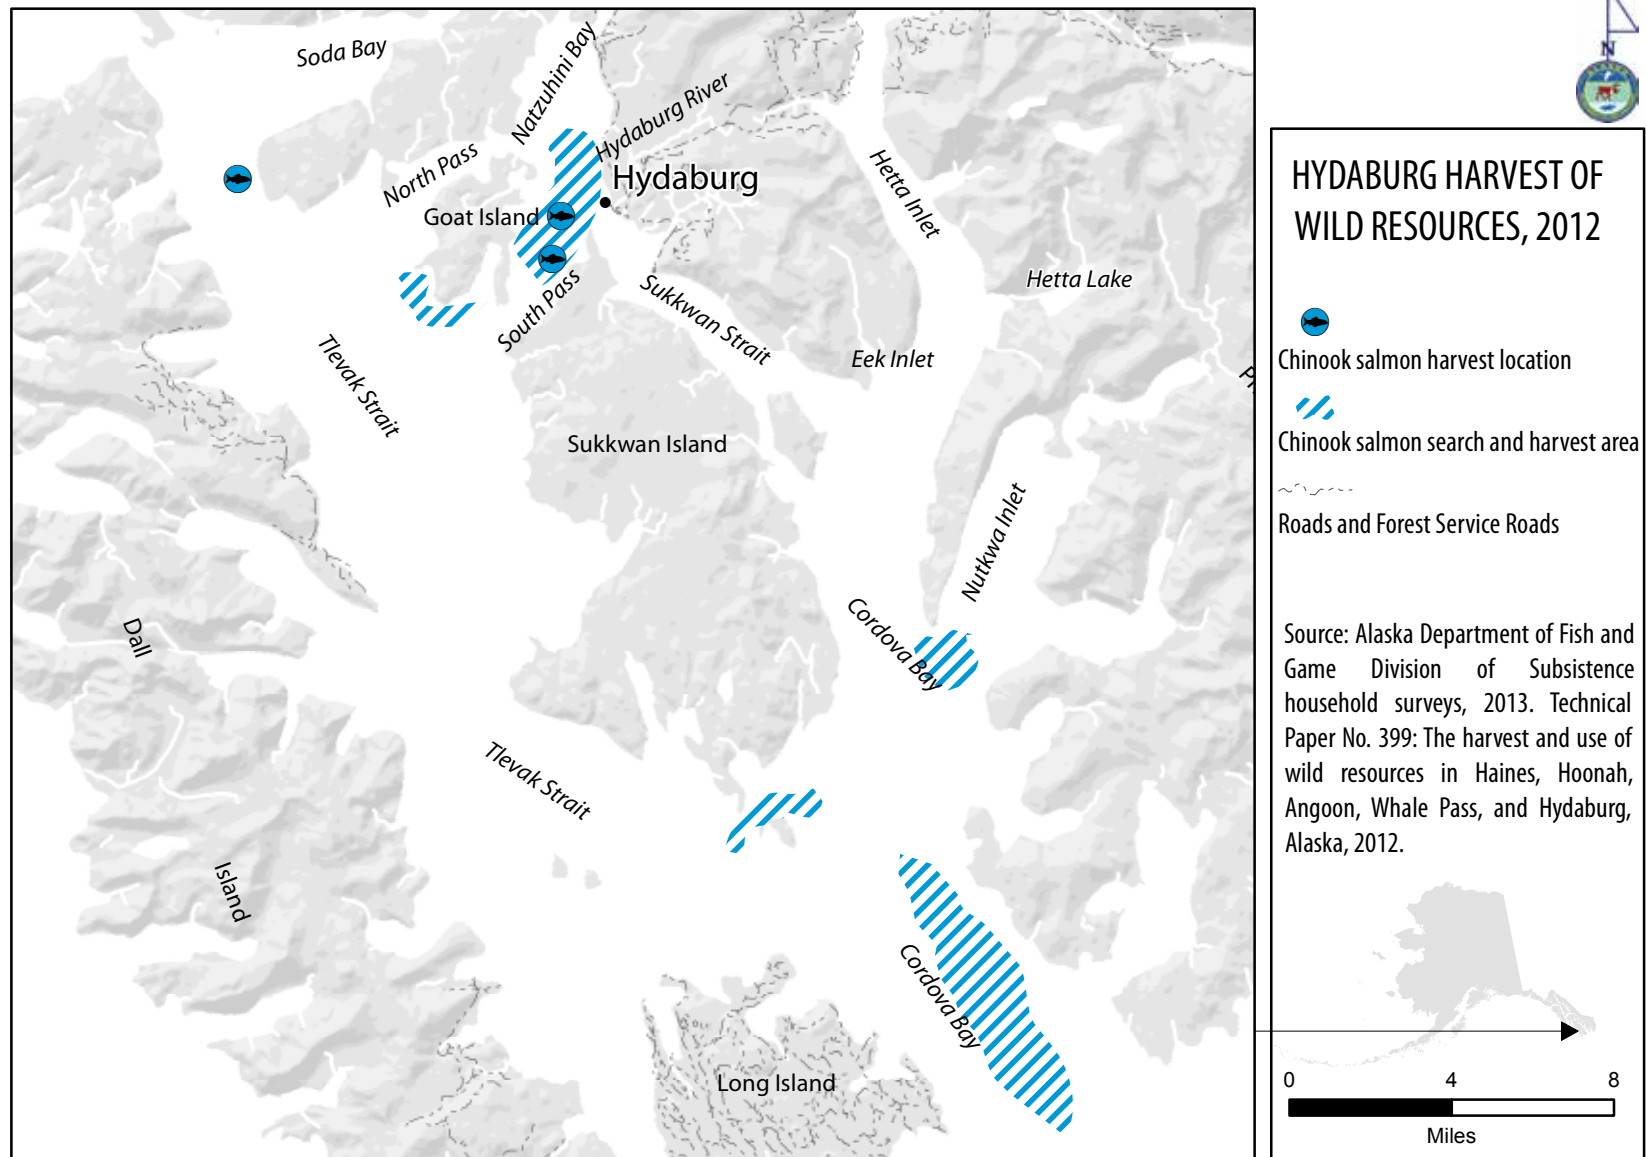 N
Soda Bay
Natzuhini Bay
Hydaburg River
North Pass
Hydaburg
Goat Island
Hetta Inlet
Hetta Lake
South Pass
Sukkwan Strait
Tlevak Strait
Eek Inlet
Sukkwan Island
Nutkwa Inlet
Cordova Bay
Dall
Tlevak Strait
Island
Cordova Bay
Long Island
HYDABURG HARVEST OF
WILD RESOURCES, 2012
Chinook salmon harvest location
Chinook salmon search and harvest area
Roads and Forest Service Roads
Source: Alaska Department of Fish and
Game Division of Subsistence
household surveys, 2013. Technical
Paper No. 399: The harvest and use of
wild resources in Haines, Hoonah,
Angoon, Whale Pass, and Hydaburg,
Alaska, 2012.
0 4 8
Miles